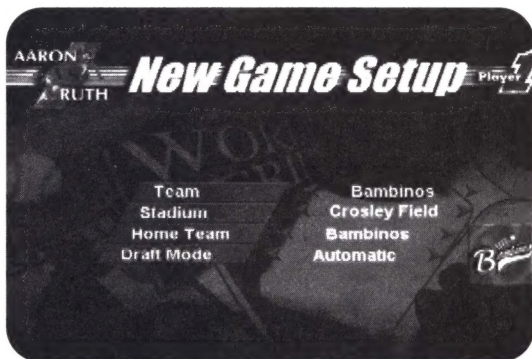 AARON
RUTH
New Game Setup
Player 1
Team Bambinos
Stadium Crosley Field
Home Team Bambinos
Draft Mode Automatic